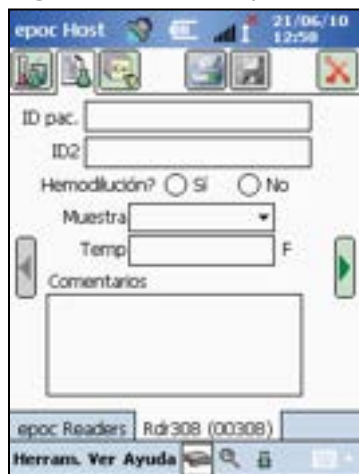 epoc Host 21/06/10
12:58
ID pac.
ID2
Hemodilución? Sí No
Muestra
Temp F
Comentarios
epoc Readers Rdr308 (00308)
Herram. Ver Ayuda